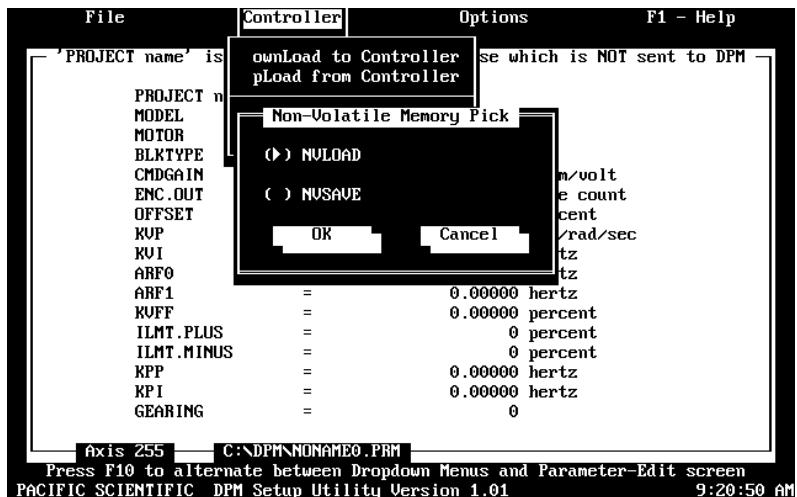 File Controller Options F1 - Help
'PROJECT name' is se which is NOT sent to DPM
ownLoad to Controller
pLoad from Controller
PROJECT n
MODEL
MOTOR
BLKTYPE
CMDGAIN m/volt
ENC.OUT e count
OFFSET cent
KVP /rad/sec
KVI tz
ARF0 tz
Non-Volatile Memory Pick
( ) NVLOAD
( ) NVSAVE
OK Cancel
ARF1 = 0.00000 hertz
KVFF = 0.00000 percent
ILMT.PLUS = 0 percent
ILMT.MINUS = 0 percent
KPP = 0.00000 hertz
KPI = 0.00000 hertz
GEARING = 0
Axis 255 C:\DPM\NONAME0.PRM
Press F10 to alternate between Dropdown Menus and Parameter-Edit screen
PACIFIC SCIENTIFIC DPM Setup Utility Version 1.01 9:20:50 AM